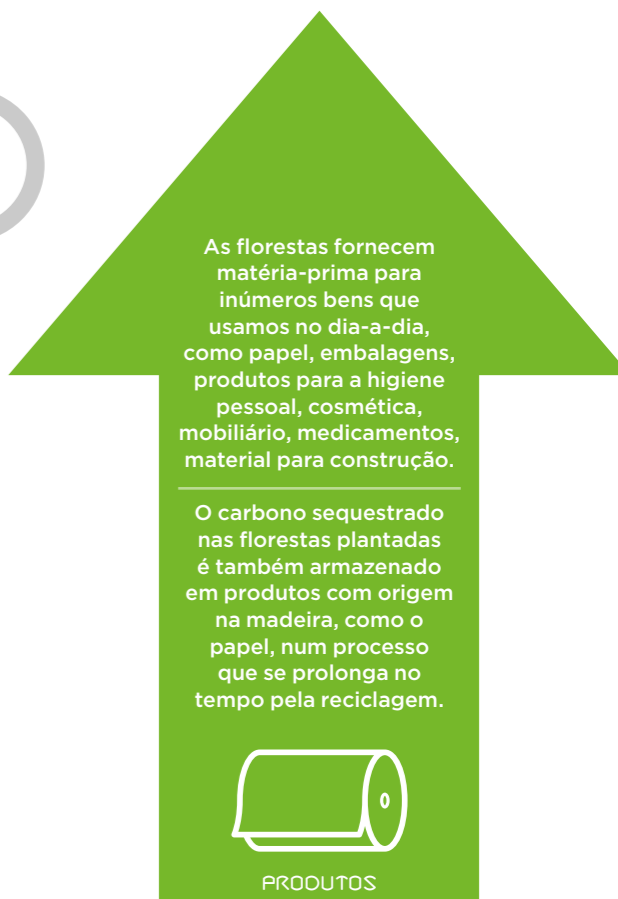 As florestas fornecem
matéria-prima para
inúmeros bens que
usamos no dia-a-dia,
como papel, embalagens,
produtos para a higiene
pessoal, cosmética,
mobiliário, medicamentos,
material para construção.
O carbono sequestrado
nas florestas plantadas
é também armazenado
em produtos com origem
na madeira, como o
papel, num processo
que se prolonga no
tempo pela reciclagem.
PRODUTOS